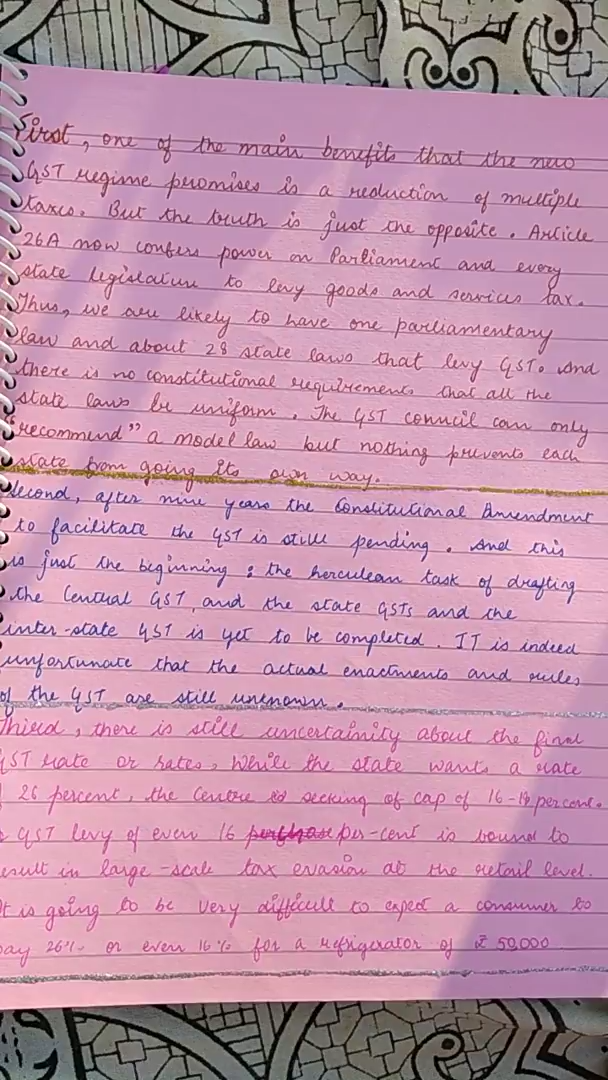 First, one of the main benefits that the new
GST regime promises is a reduction of multiple
taxes. But the truth is just the opposite. Article
26A now confers power on Parliament and every
state legislature to levy goods and services tax.
Thus, we are likely to have one parliamentary
law and about 28 state laws that levy GST. And
there is no constitutional requirements that all the
state laws be uniform. The GST council can only
"recommend" a model law but nothing prevents each
state from going its own way.
Second, after nine years the Constitutional Amendment
to facilitate the GST is still pending. And this
is just the beginning : the herculean task of drafting
the Central GST, and the state GSTs and the
inter-state GST is yet to be completed. IT is indeed
unfortunate that the actual enactments and rules
of the GST are still unknown.
Third, there is still uncertainity about the final
GST rate or rates, While the state wants a rate
26 percent, the Centre is seeking of cap of 16- percent.
GST levy of even 16 per-cent is bound to
esult in large-scale tax evasion at the retail level.
It is going to be very difficult to expect a consumer to
pay 26% or even 16% for a refrigerator of ₹ 50,000